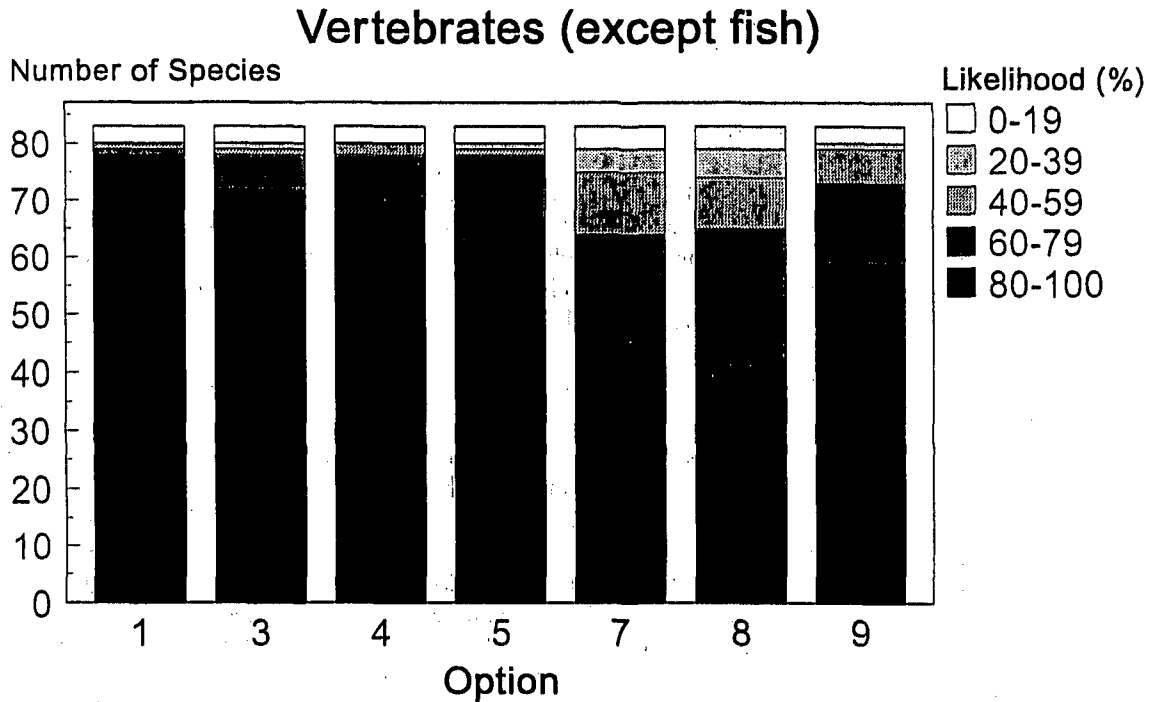 Vertebrates (except fish)
Number of Species
Likelihood (%)
0-19
20-39
40-59
60-79
80-100
80
70
60
50
40
30
20
10
0
1 3 4 5 7 8 9
Option